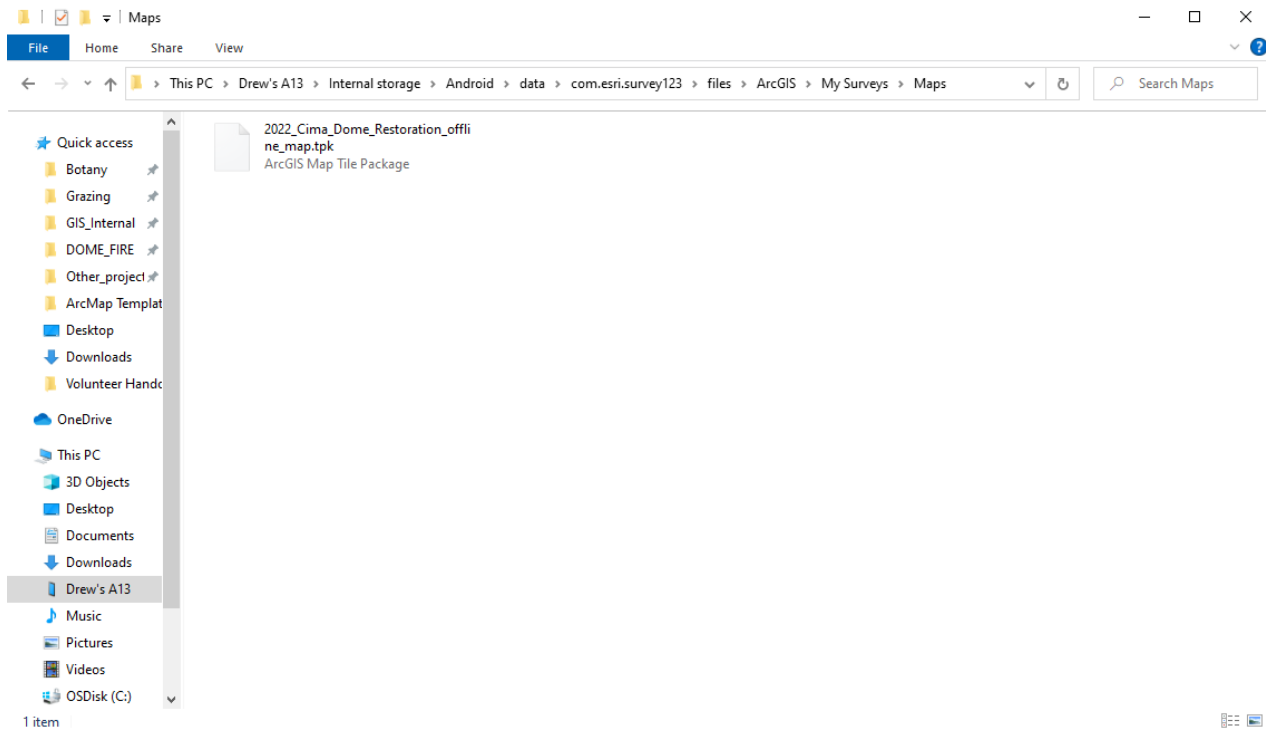 Maps
File Home Share View
This PC > Drew's A13 > Internal storage > Android > data > com.esri.survey123 > files > ArcGIS > My Surveys > Maps
Search Maps
Quick access
Botany
Grazing
GIS_Internal
DOME_FIRE
Other_project
ArcMap Templat
Desktop
Downloads
Volunteer Hando
OneDrive
This PC
3D Objects
Desktop
Documents
Downloads
Drew's A13
Music
Pictures
Videos
OSDisk (C:)
2022_Cima_Dome_Restoration_offli
ne_map.tpk
ArcGIS Map Tile Package
1 item